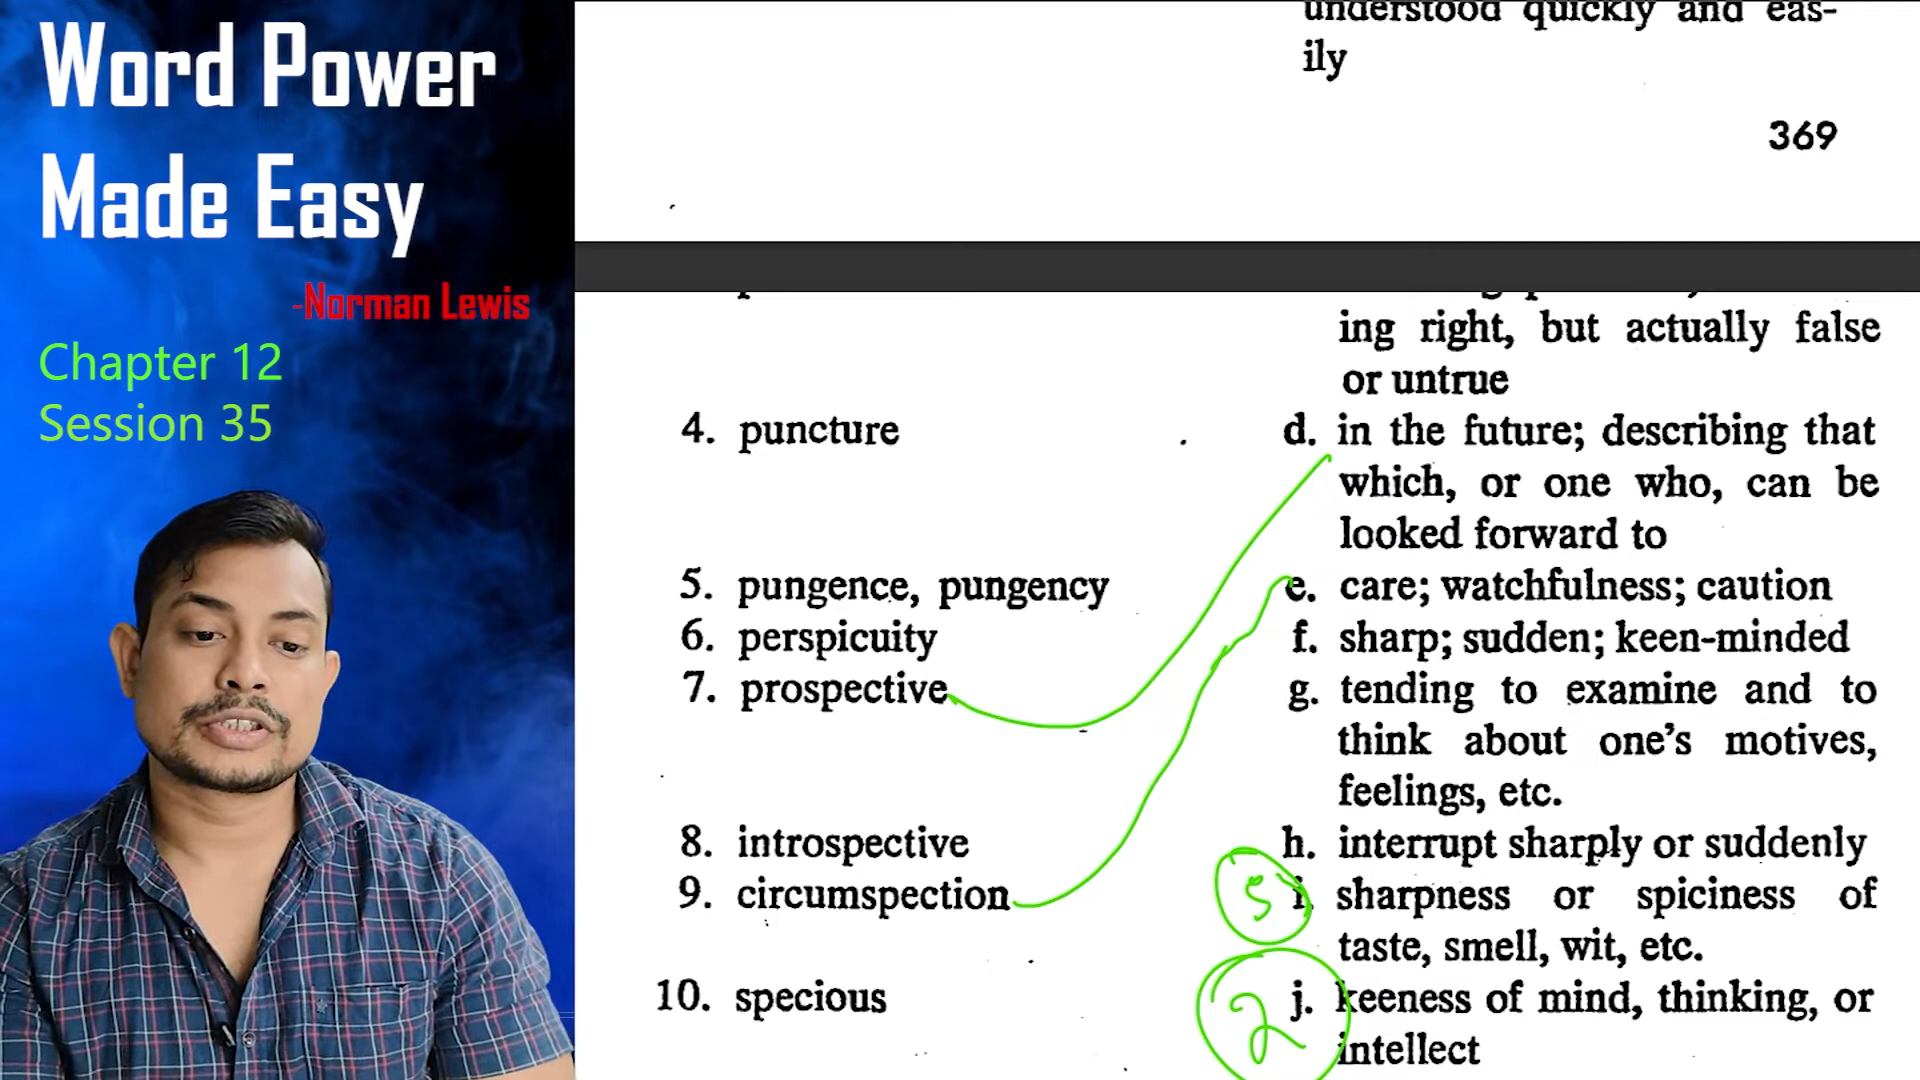 Word Power
Made Easy
-Norman Lewis
Chapter 12
Session 35
understood quickly and eas-
ily
369
ing right, but actually false
or untrue
4. puncture
d. in the future; describing that
which, or one who, can be
looked forward to
5. pungence, pungency
e. care; watchfulness; caution
6. perspicuity
f. sharp; sudden; keen-minded
7. prospective
g. tending to examine and to
think about one's motives,
feelings, etc.
8. introspective
h. interrupt sharply or suddenly
9. circumspection
5 i. sharpness or spiciness of
taste, smell, wit, etc.
10. specious
2 j. keeness of mind, thinking, or
intellect